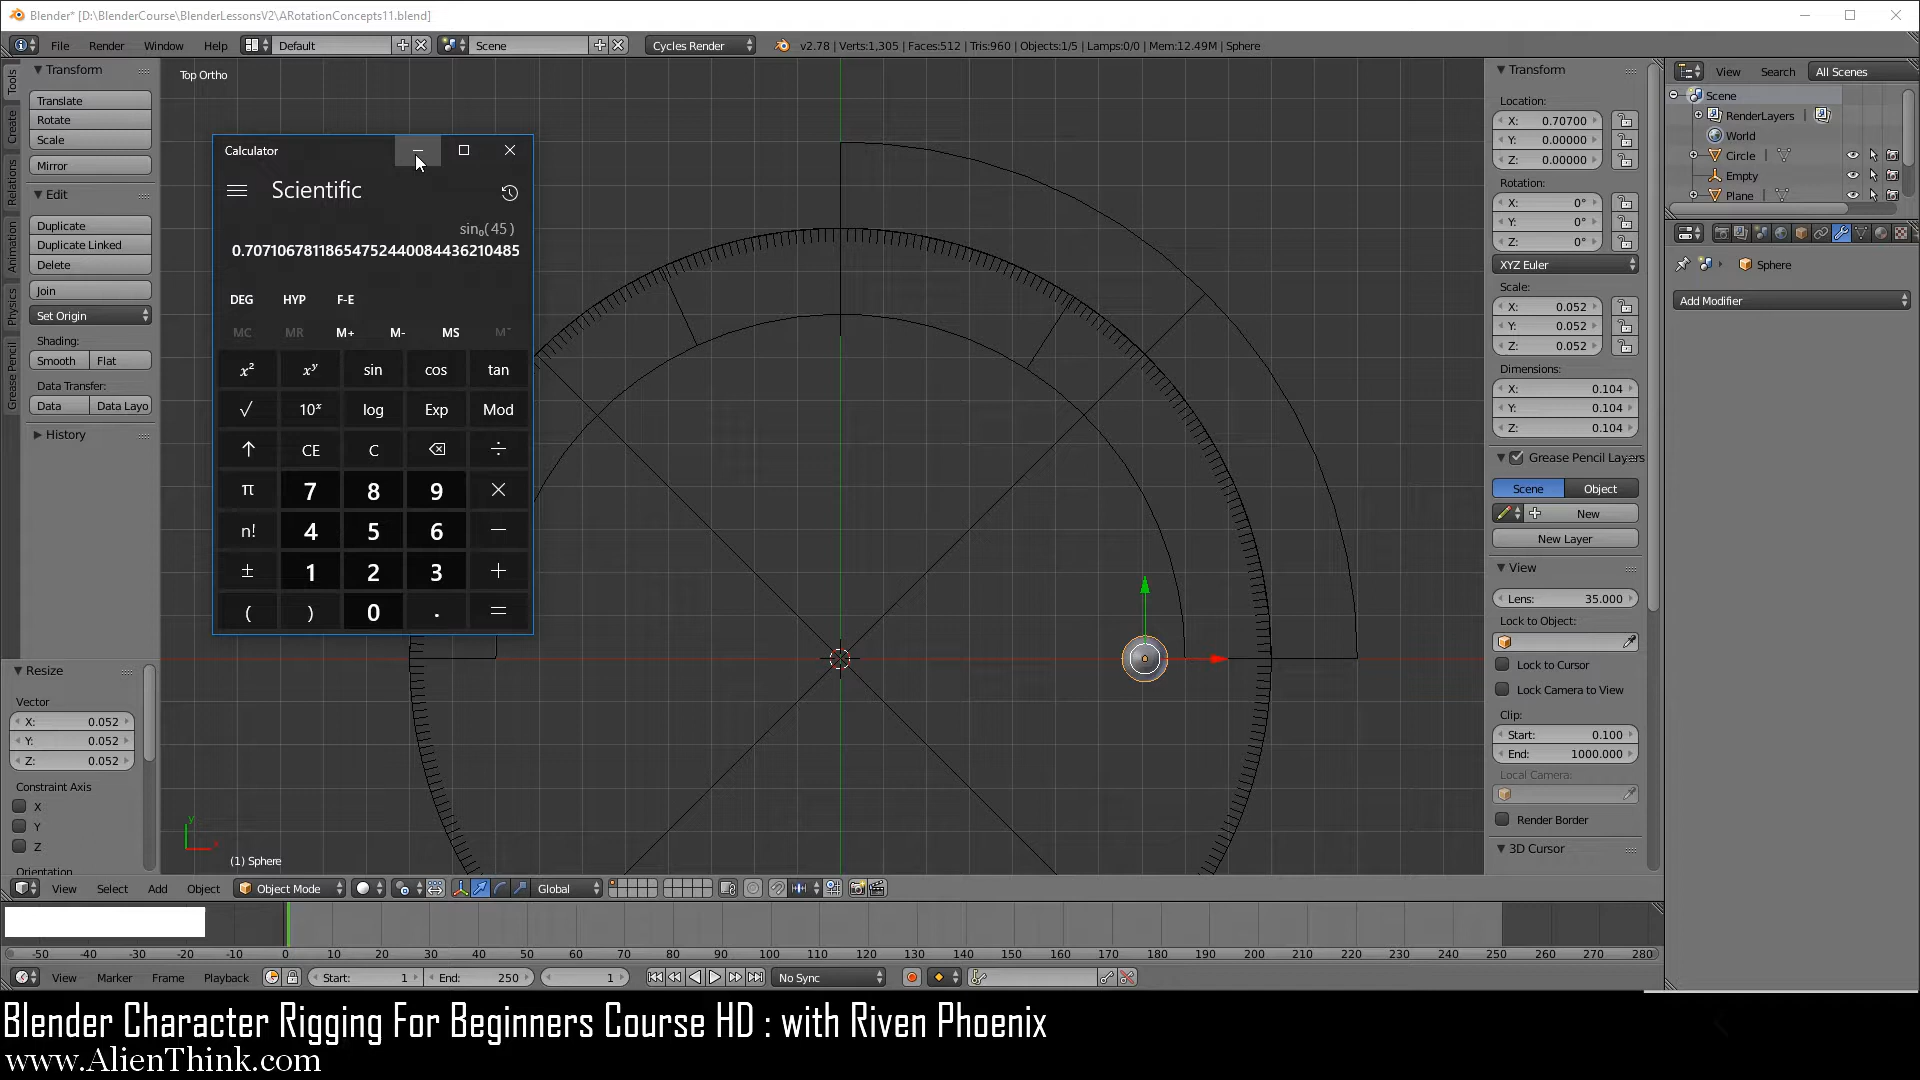 Blender* [D:\BlenderCourse\BlenderLessonsV2\ARotationConcepts11.blend]
File Render Window Help Default Scene Cycles Render v2.78 | Verts:1,305 | Faces:512 | Tris:960 | Objects:1/5 | Lamps:0/0 | Mem:12.49M | Sphere
Tools
Create
Relations
Animation
Physics
Grease Pencil
Transform
Translate
Rotate
Scale
Mirror
Edit
Duplicate
Duplicate Linked
Delete
Join
Set Origin
Shading:
Smooth Flat
Data Transfer:
Data Data Layo
History
Resize
Vector
X: 0.052
Y: 0.052
Z: 0.052
Constraint Axis
X
Y
Z
Orientation
Top Ortho
Calculator
Scientific
sin₀(45)
0.70710678118654752440084436210485
DEG HYP F-E
MC MR M+ M- MS M˅
x² xʸ sin cos tan
√ 10ˣ log Exp Mod
↑ CE C ⌫ ÷
π 7 8 9 ×
n! 4 5 6 −
± 1 2 3 +
( ) 0 . =
y
x
(1) Sphere
View Select Add Object Object Mode Global
Transform
Location:
X: 0.70700
Y: 0.00000
Z: 0.00000
Rotation:
X: 0°
Y: 0°
Z: 0°
XYZ Euler
Scale:
X: 0.052
Y: 0.052
Z: 0.052
Dimensions:
X: 0.104
Y: 0.104
Z: 0.104
Grease Pencil Layers
Scene Object
New
New Layer
View
Lens: 35.000
Lock to Object:
Lock to Cursor
Lock Camera to View
Clip:
Start: 0.100
End: 1000.000
Local Camera:
Render Border
3D Cursor
View Search All Scenes
Scene
RenderLayers
World
Circle
Empty
Plane
Sphere
Add Modifier
-50 -40 -30 -20 -10 0 10 20 30 40 50 60 70 80 90 100 110 120 130 140 150 160 170 180 190 200 210 220 230 240 250 260 270 280
View Marker Frame Playback Start: 1 End: 250 1 No Sync
Blender Character Rigging For Beginners Course HD : with Riven Phoenix
www.AlienThink.com